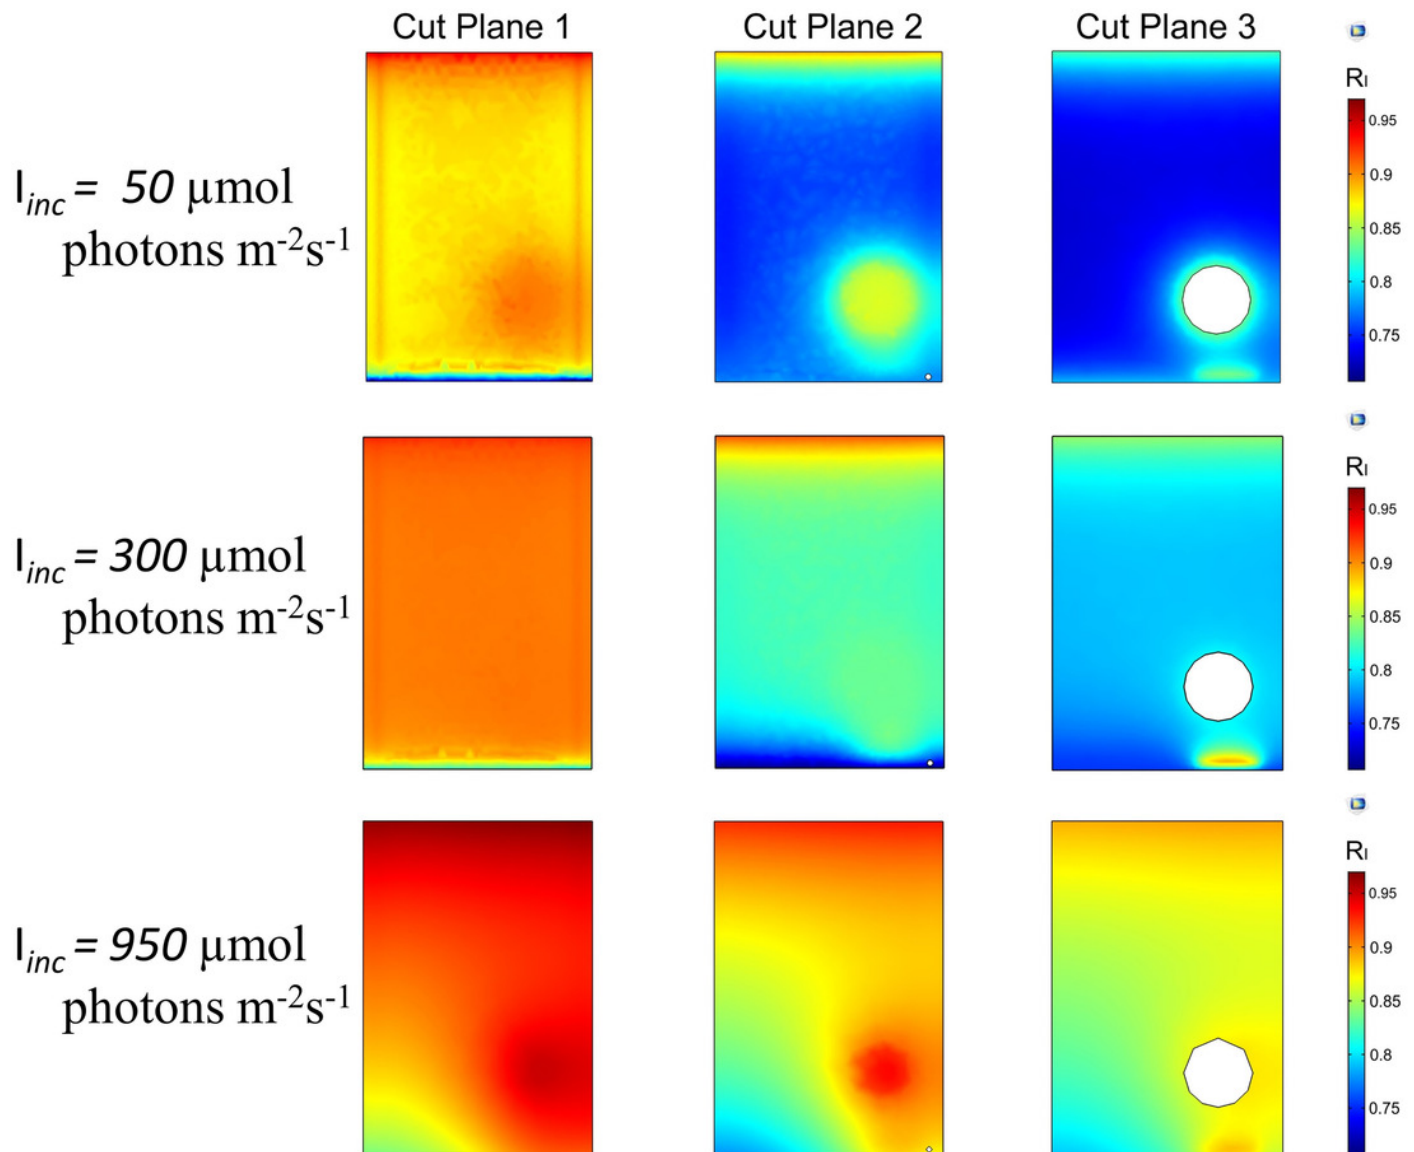 Cut Plane 1
Cut Plane 2
Cut Plane 3
Rı
0.95
0.9
0.85
0.8
0.75
Iinc = 50 µmol
photons m-2s-1
Rı
0.95
0.9
0.85
0.8
0.75
Iinc = 300 µmol
photons m-2s-1
Rı
0.95
0.9
0.85
0.8
0.75
Iinc = 950 µmol
photons m-2s-1